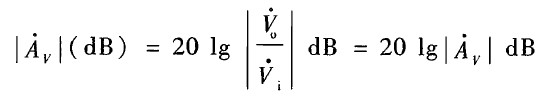 |Ȧ_V|(dB) = 20 lg |V̇_o / V̇_i| dB = 20 lg|Ȧ_V| dB